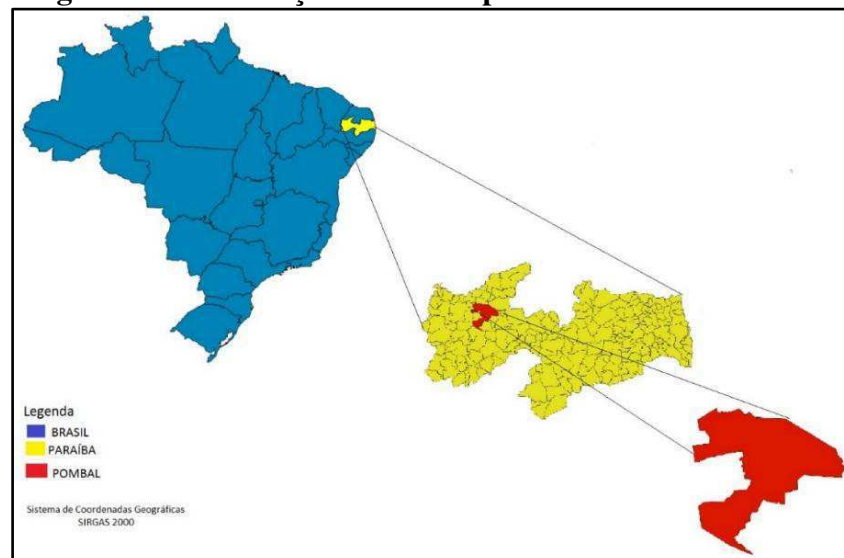 Legenda
BRASIL
PARAÍBA
POMBAL
Sistema de Coordenadas Geográficas
SIRGAS 2000